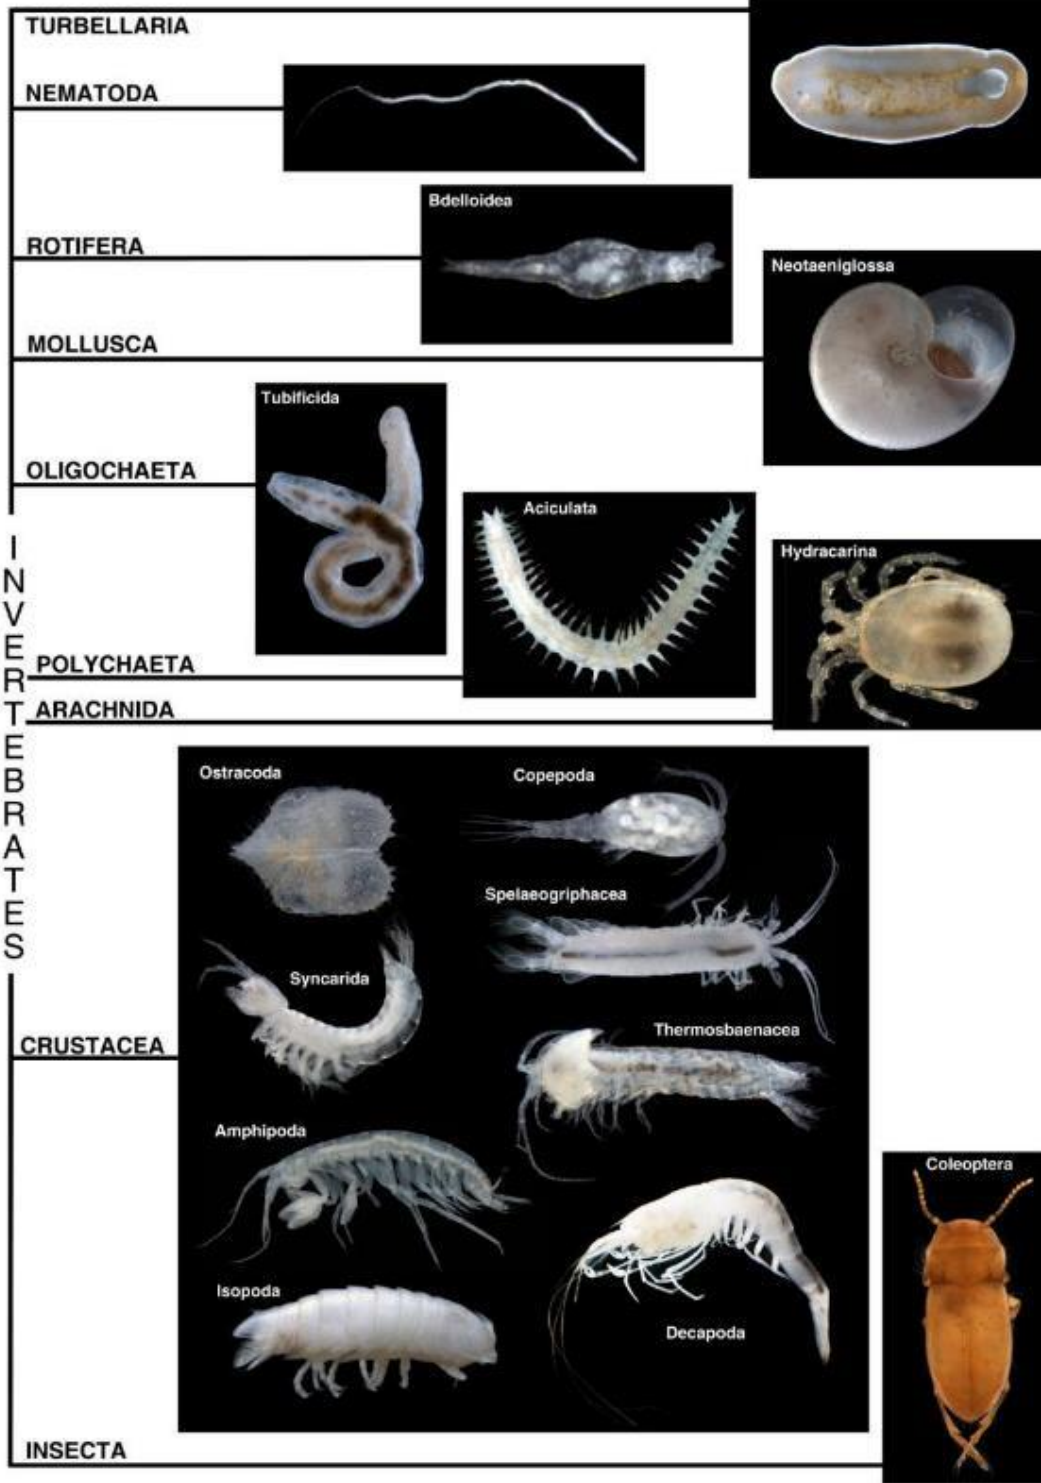 TURBELLARIA
NEMATODA
Bdelloidea
ROTIFERA
Neotaeniglossa
MOLLUSCA
Tubificida
OLIGOCHAETA
Aciculata
Hydracarina
INVERTEBRATES
POLYCHAETA
ARACHNIDA
Ostracoda
Copepoda
Spelaeogriphacea
Syncarida
Thermosbaenacea
CRUSTACEA
Amphipoda
Coleoptera
Isopoda
Decapoda
INSECTA